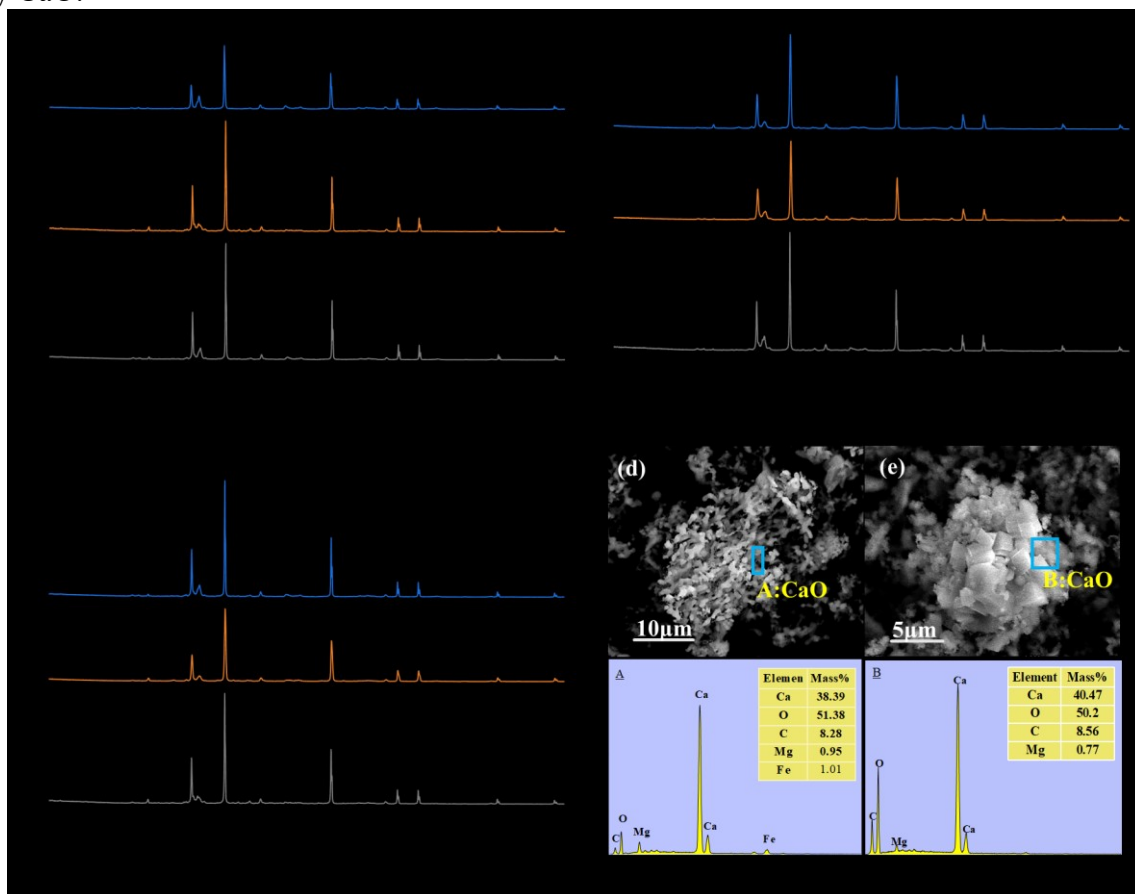 (d)
A:CaO
10μm
(e)
B:CaO
5μm
A
Elemen Mass%
Ca 38.39
O 51.38
C 8.28
Mg 0.95
Fe 1.01
Ca
O
C
Mg
Ca
Fe
B
Element Mass%
Ca 40.47
O 50.2
C 8.56
Mg 0.77
Ca
O
C
Mg
Ca